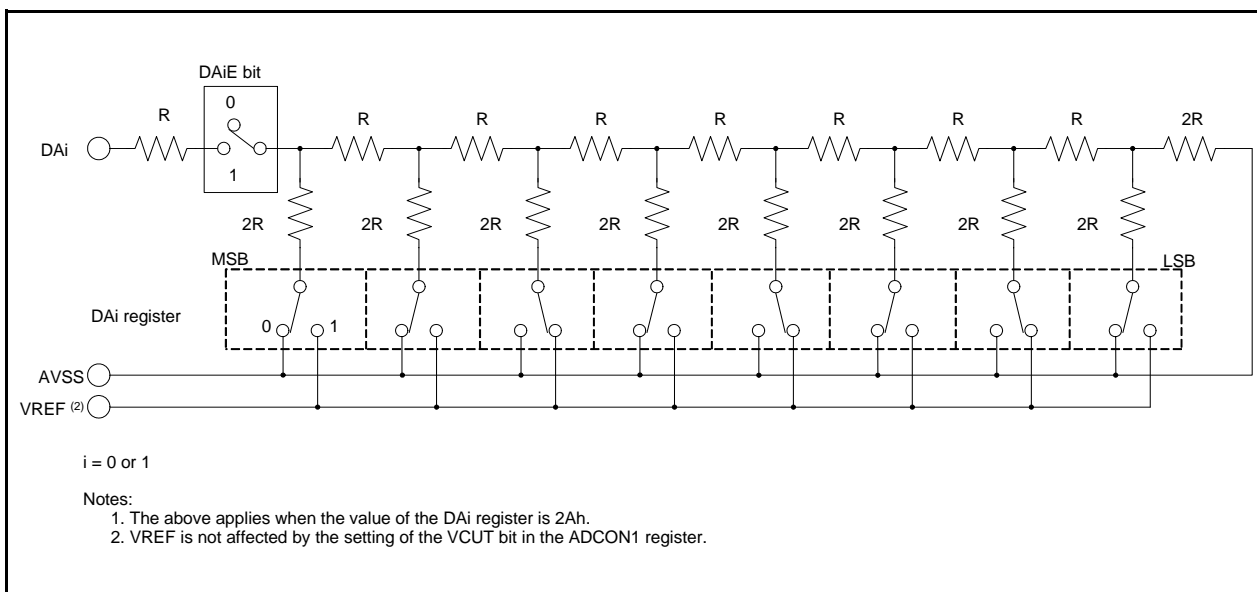 DAiE bit
0
R R R R R R R R 2R
DAi
1
2R 2R 2R 2R 2R 2R 2R 2R
MSB LSB
DAi register
0 1
AVSS
VREF (2)
i = 0 or 1
Notes:
1. The above applies when the value of the DAi register is 2Ah.
2. VREF is not affected by the setting of the VCUT bit in the ADCON1 register.